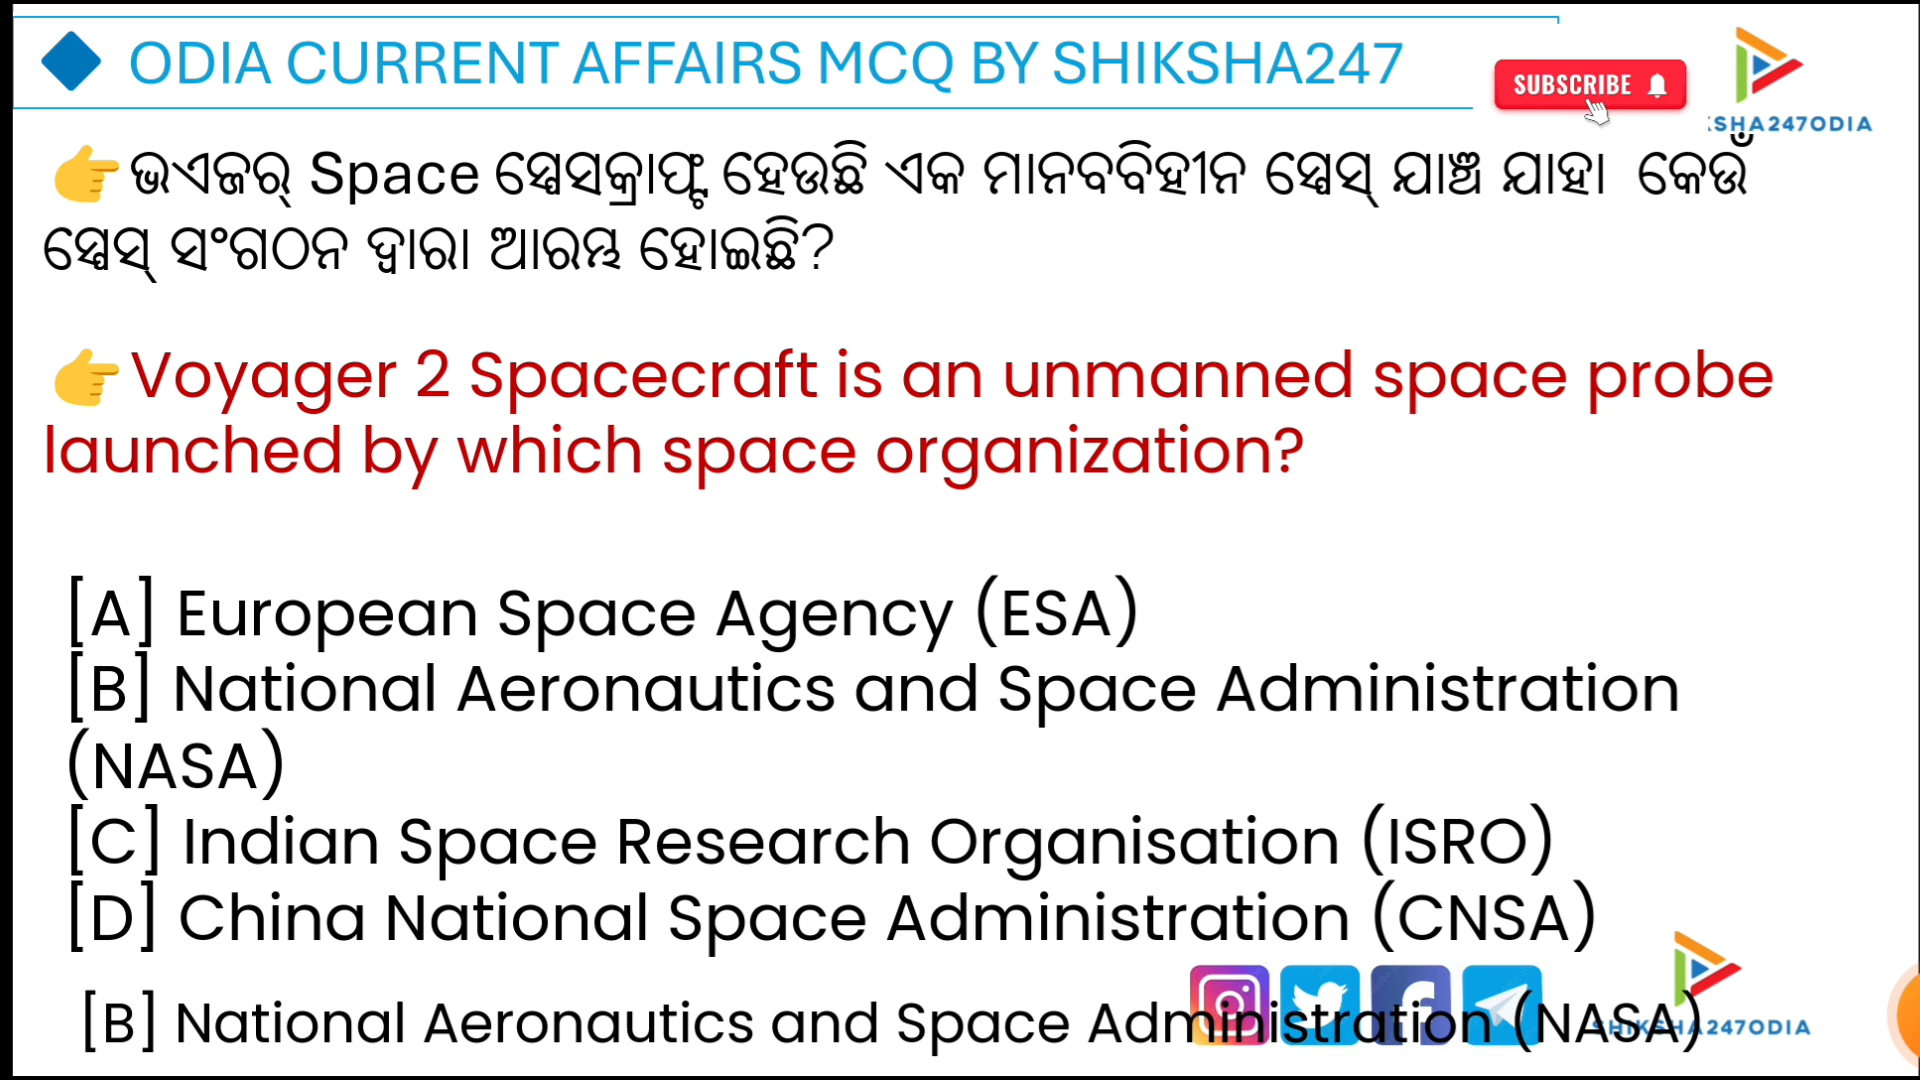 ODIA CURRENT AFFAIRS MCQ BY SHIKSHA247
SUBSCRIBE
KSHA247ODIA
👉ଭଏଜର୍ Space ସ୍ପେସକ୍ରାଫ୍ଟ ହେଉଛି ଏକ ମାନବବିହୀନ ସ୍ପେସ୍ ଯାଞ୍ଚ ଯାହା କେଉଁ
ସ୍ପେସ୍ ସଂଗଠନ ଦ୍ୱାରା ଆରମ୍ଭ ହୋଇଛି?
👉Voyager 2 Spacecraft is an unmanned space probe
launched by which space organization?
[A] European Space Agency (ESA)
[B] National Aeronautics and Space Administration
(NASA)
[C] Indian Space Research Organisation (ISRO)
[D] China National Space Administration (CNSA)
[B] National Aeronautics and Space Administration (NASA)
SHIKSHA247ODIA